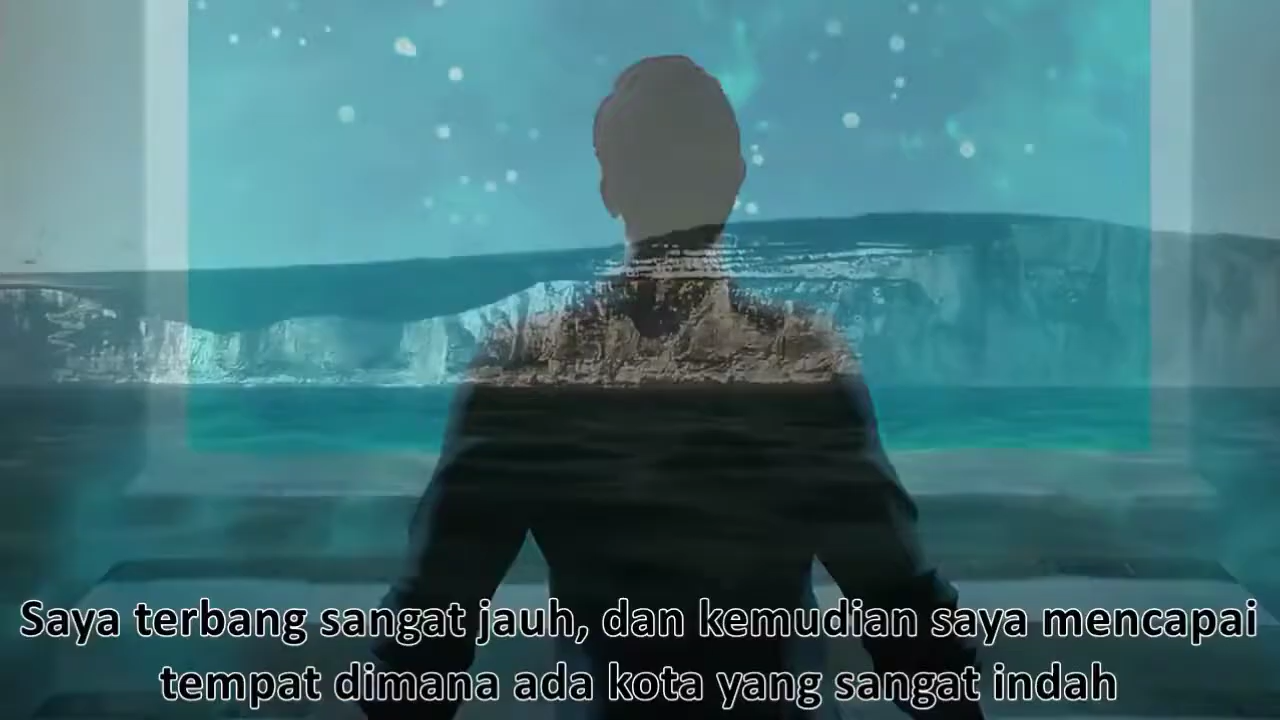 Saya terbang sangat jauh, dan kemudian saya mencapai
tempat dimana ada kota yang sangat indah